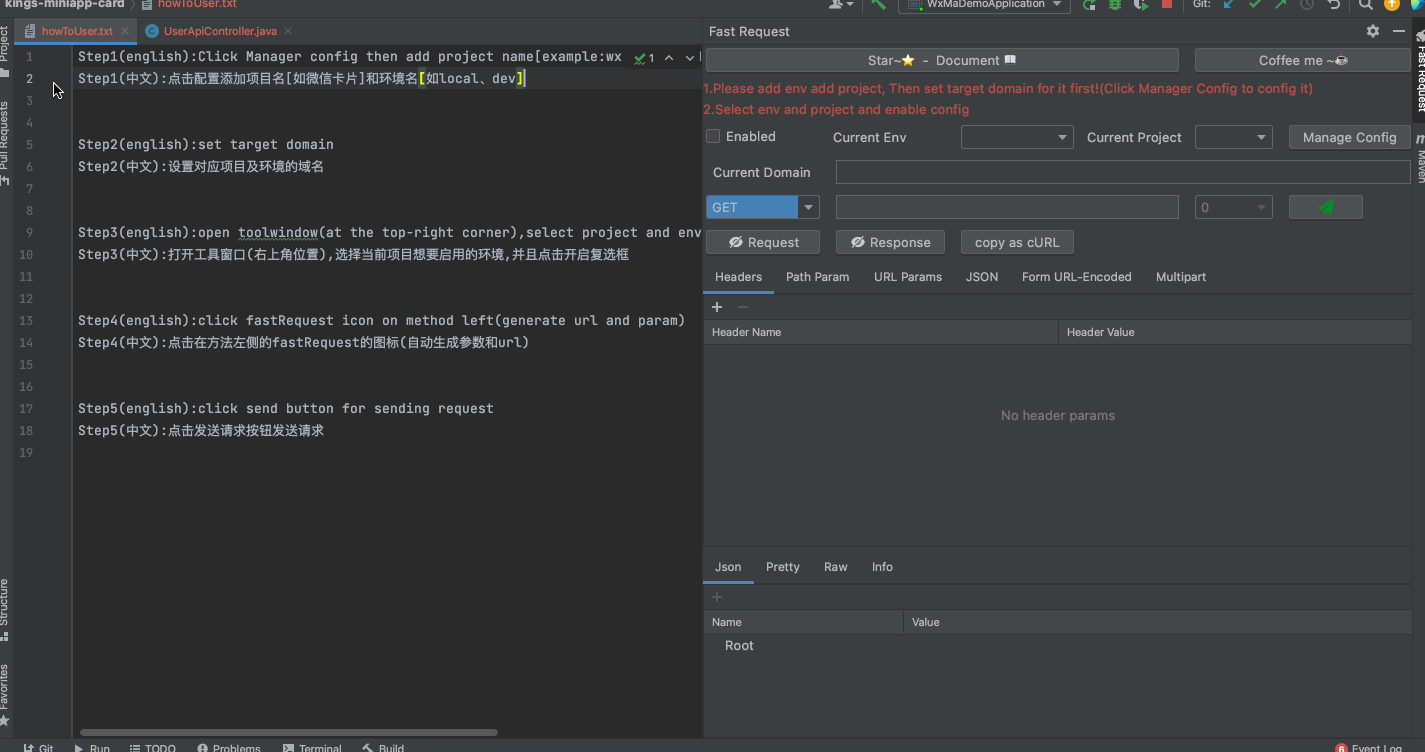 kings-miniapp-card howToUser.txt
WxMaDemoApplication Git:
howToUser.txt UserApiController.java
Project
Pull Requests
Structure
Favorites
1 Step1(english):Click Manager config then add project name[example:wx
1
2 Step1(中文):点击配置添加项目名[如微信卡片]和环境名[如local、dev]
3
4
5 Step2(english):set target domain
6 Step2(中文):设置对应项目及环境的域名
7
8
9 Step3(english):open toolwindow(at the top-right corner),select project and env
10 Step3(中文):打开工具窗口(右上角位置),选择当前项目想要启用的环境,并且点击开启复选框
11
12
13 Step4(english):click fastRequest icon on method left(generate url and param)
14 Step4(中文):点击在方法左侧的fastRequest的图标(自动生成参数和url)
15
16
17 Step5(english):click send button for sending request
18 Step5(中文):点击发送请求按钮发送请求
19
Fast Request
Star~⭐ - Document 📖 Coffee me ~☕
1.Please add env add project, Then set target domain for it first!(Click Manager Config to config it)
2.Select env and project and enable config
Enabled Current Env Current Project Manage Config
Current Domain
GET 0
Request Response copy as cURL
Headers Path Param URL Params JSON Form URL-Encoded Multipart
Header Name Header Value
No header params
Json Pretty Raw Info
Name Value
Root
Fast Request
Maven
Git Run TODO Problems Terminal Build 6 Event Log